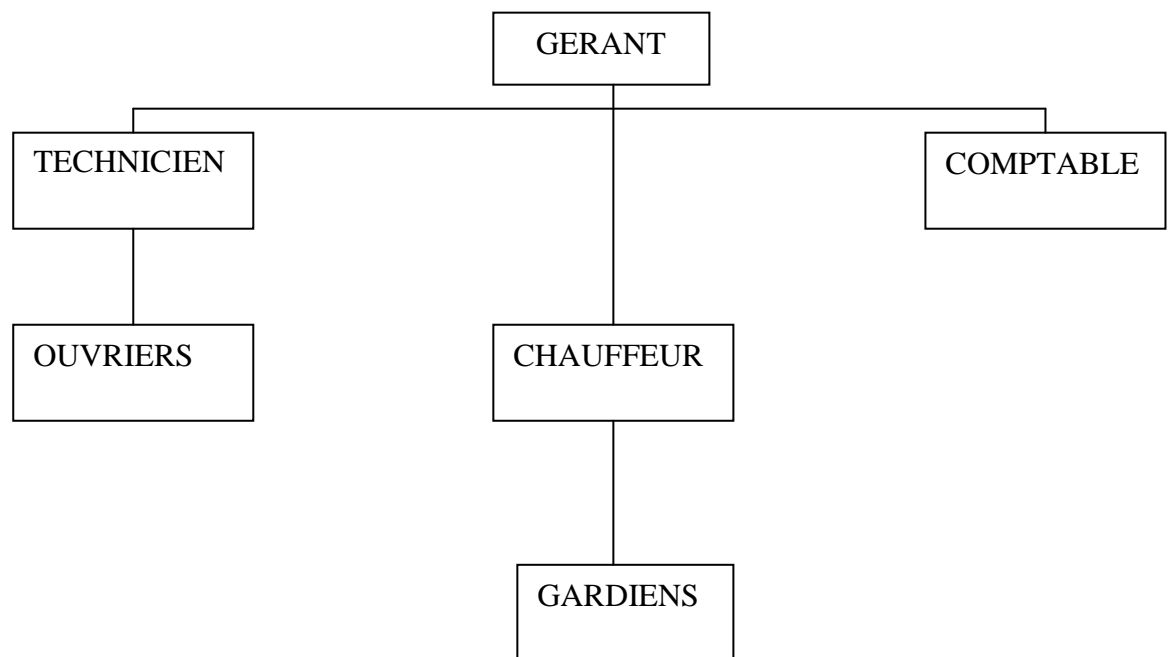 GERANT
TECHNICIEN
COMPTABLE
OUVRIERS
CHAUFFEUR
GARDIENS